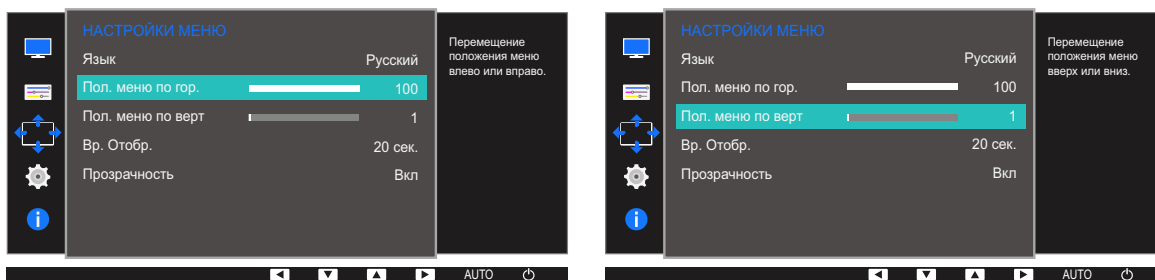 НАСТРОЙКИ МЕНЮ
Язык Русский
Пол. меню по гор. 100
Пол. меню по верт 1
Вр. Отобр. 20 сек.
Прозрачность Вкл
Перемещение
положения меню
влево или вправо.
AUTO
НАСТРОЙКИ МЕНЮ
Язык Русский
Пол. меню по гор. 100
Пол. меню по верт 1
Вр. Отобр. 20 сек.
Прозрачность Вкл
Перемещение
положения меню
вверх или вниз.
AUTO